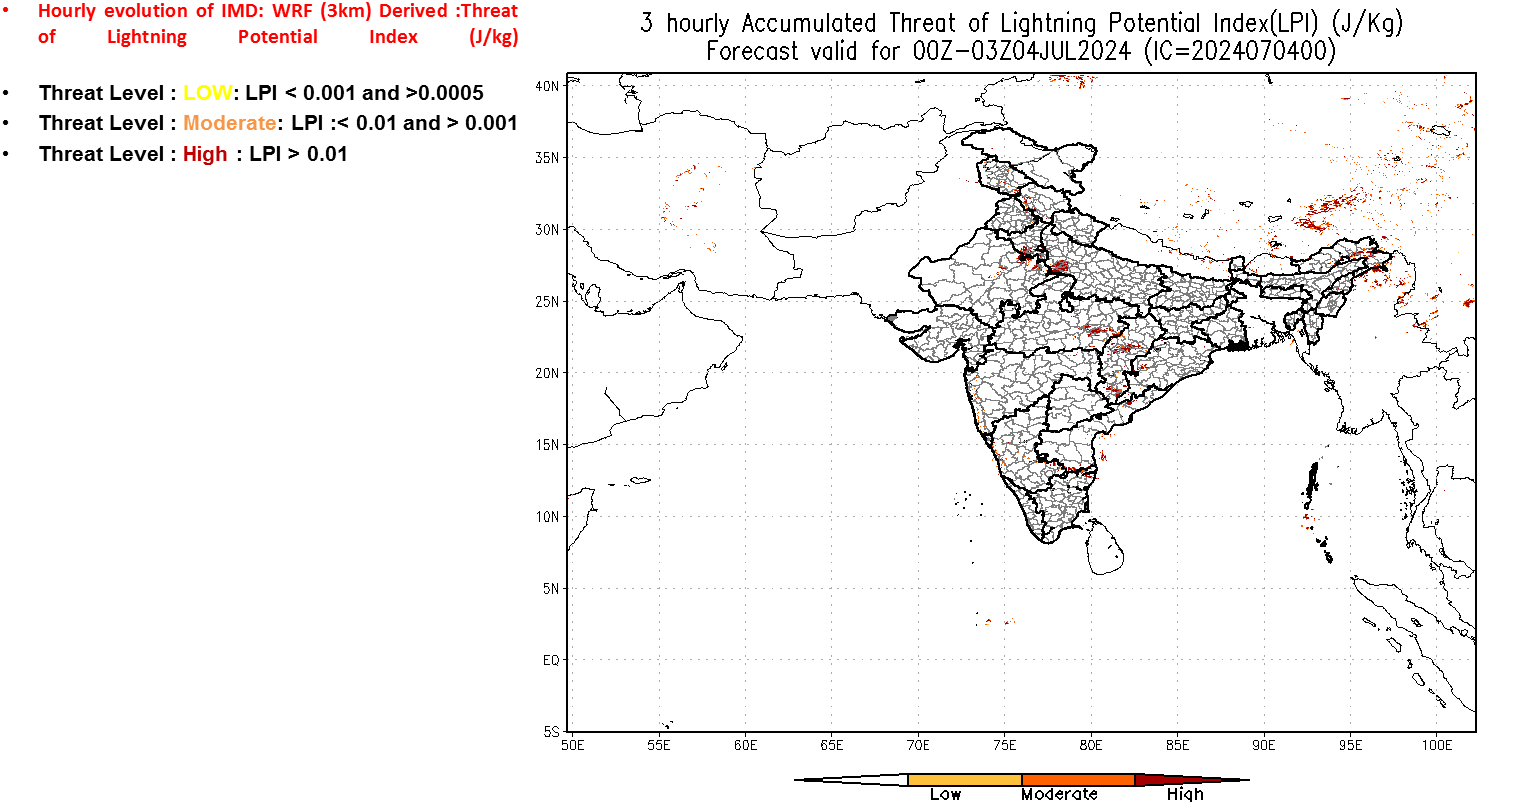 • Hourly evolution of IMD: WRF (3km) Derived :Threat
of Lightning Potential Index (J/kg)
• Threat Level : LOW: LPI < 0.001 and >0.0005
• Threat Level : Moderate: LPI :< 0.01 and > 0.001
• Threat Level : High : LPI > 0.01
3 hourly Accumulated Threat of Lightning Potential Index(LPI) (J/Kg)
Forecast valid for 00Z-03Z04JUL2024 (IC=2024070400)
40N
35N
30N
25N
20N
15N
10N
5N
EQ
5S
50E 55E 60E 65E 70E 75E 80E 85E 90E 95E 100E
Low Moderate High